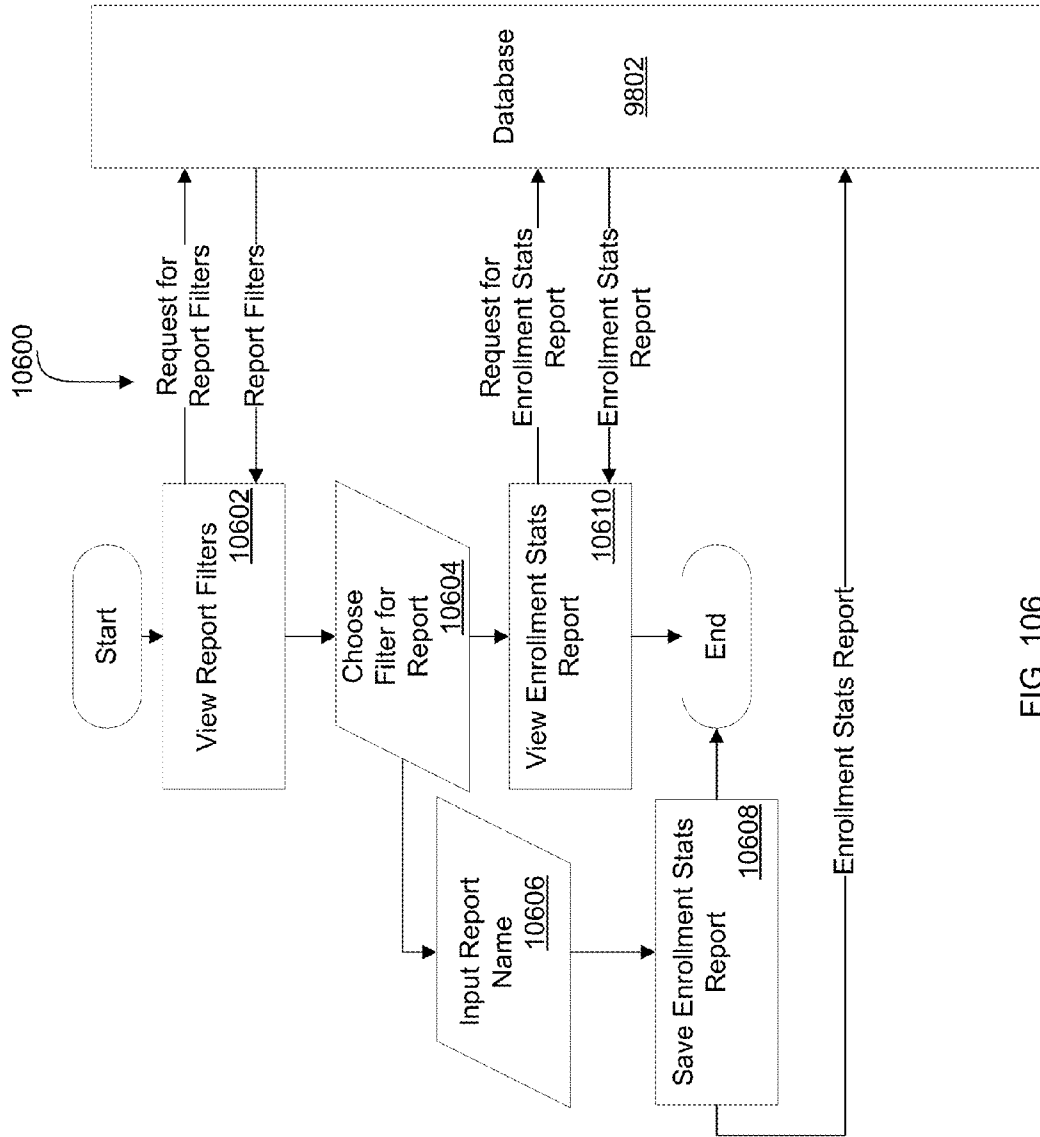 10600
Start
View Report Filters
10602
Request for
Report Filters
Report Filters
Database
9802
Choose
Filter for
Report
10604
Input Report
Name
10606
View Enrollment Stats
Report
10610
Request for
Enrollment Stats
Report
Enrollment Stats
Report
Save Enrollment Stats
Report
10608
End
Enrollment Stats Report
FIG. 106